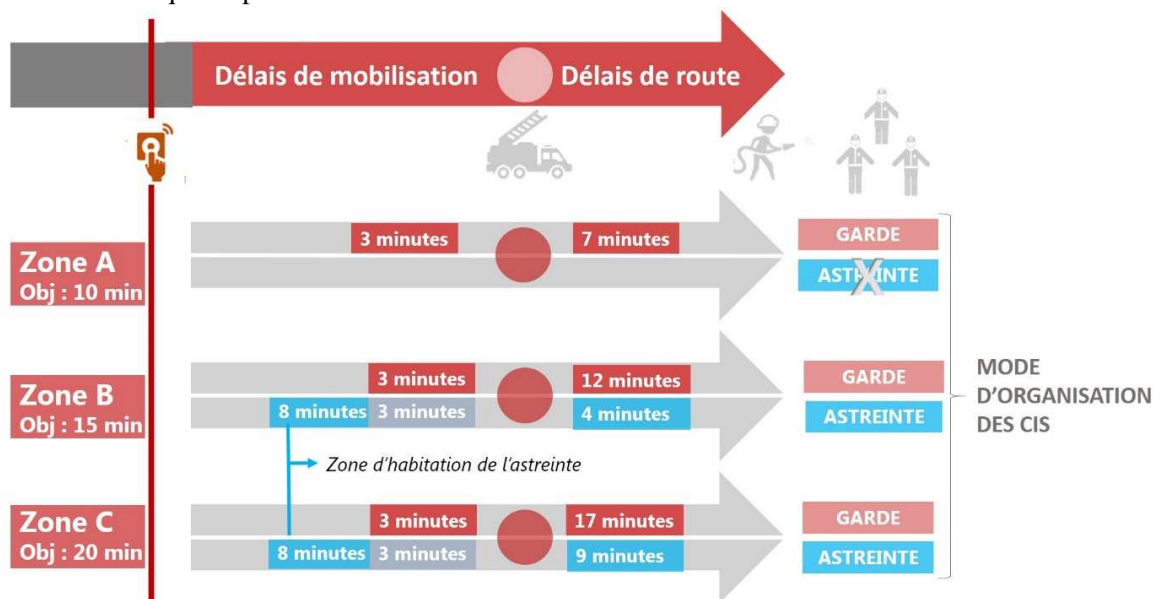 Délais de mobilisation
Délais de route
Zone A
Obj : 10 min
3 minutes
7 minutes
GARDE
ASTREINTE
X
Zone B
Obj : 15 min
3 minutes
12 minutes
GARDE
8 minutes
3 minutes
4 minutes
ASTREINTE
MODE
D'ORGANISATION
DES CIS
Zone d'habitation de l'astreinte
Zone C
Obj : 20 min
3 minutes
17 minutes
GARDE
8 minutes
3 minutes
9 minutes
ASTREINTE